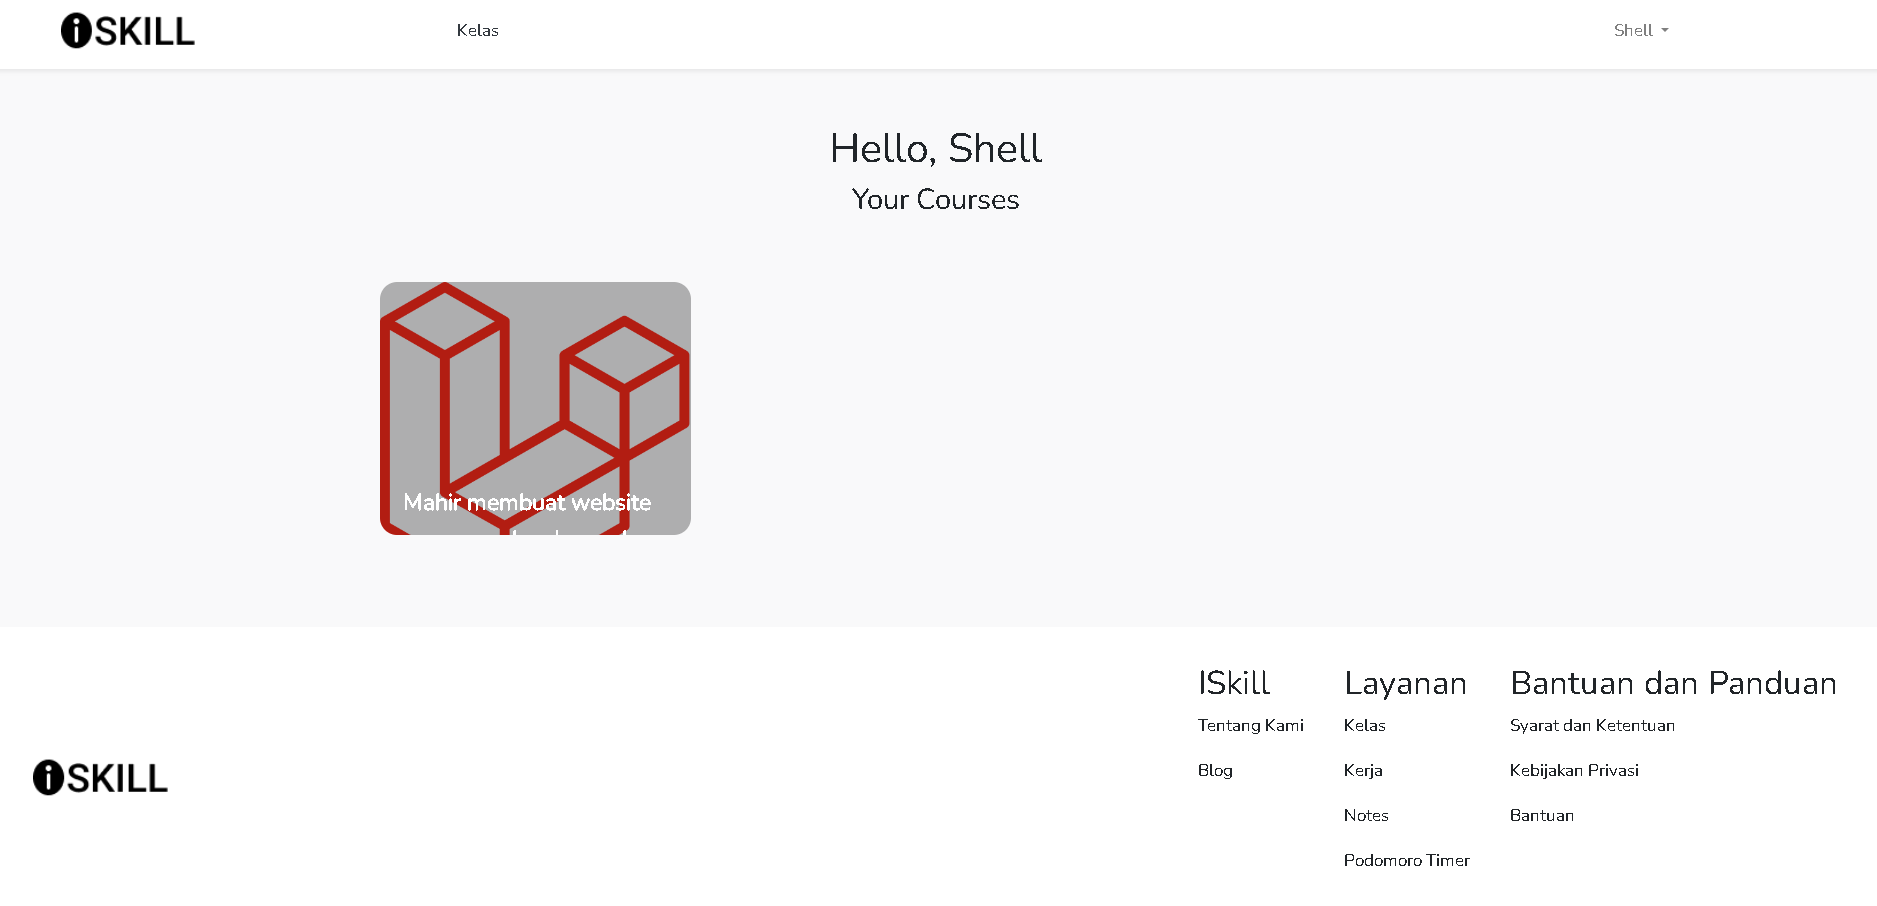 iSKILL
Kelas
Shell
Hello, Shell
Your Courses
Mahir membuat website
ISkill
Tentang Kami
Blog
Layanan
Kelas
Kerja
Notes
Podomoro Timer
Bantuan dan Panduan
Syarat dan Ketentuan
Kebijakan Privasi
Bantuan
iSKILL